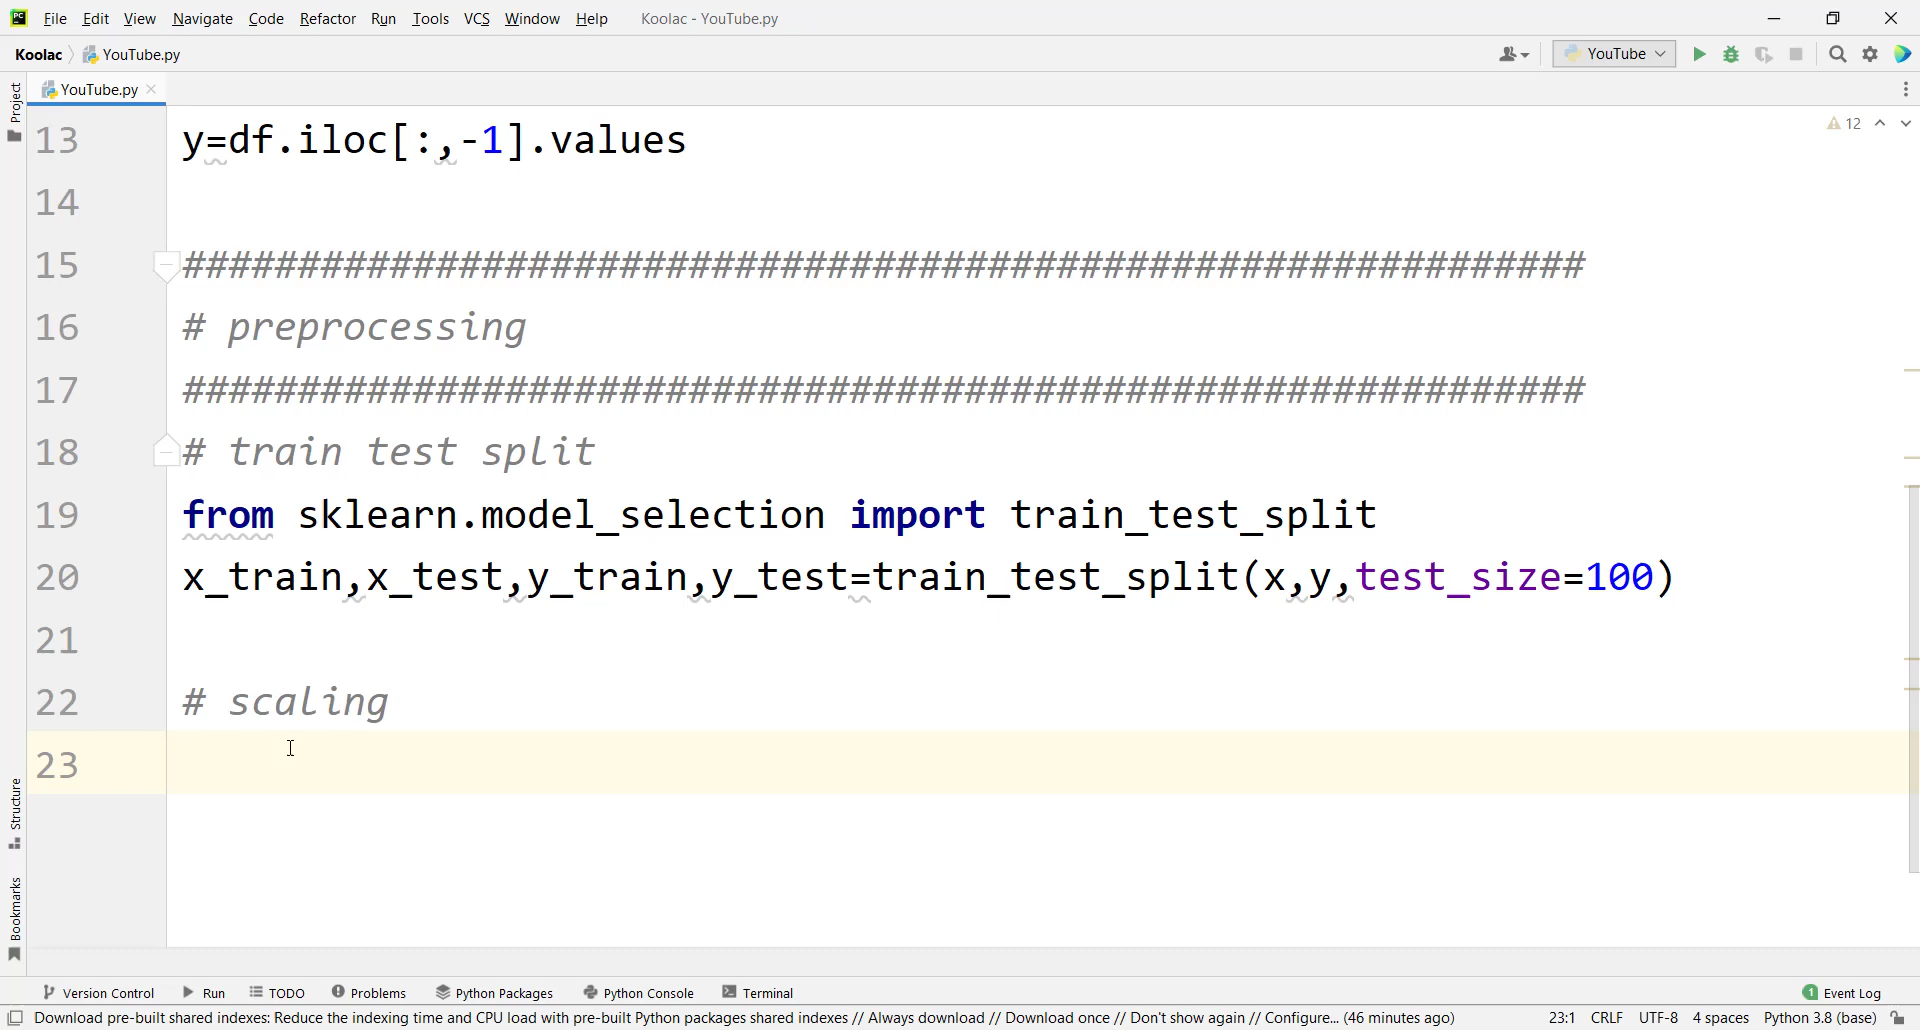 File Edit View Navigate Code Refactor Run Tools VCS Window Help Koolac - YouTube.py
Koolac YouTube.py YouTube
YouTube.py
Project
12
13 y=df.iloc[:,-1].values
14
15 #############################################################
16 # preprocessing
17 #############################################################
18 # train test split
19 from sklearn.model_selection import train_test_split
20 x_train,x_test,y_train,y_test=train_test_split(x,y,test_size=100)
21
22 # scaling
23
Structure
Bookmarks
Version Control Run TODO Problems Python Packages Python Console Terminal 1 Event Log
Download pre-built shared indexes: Reduce the indexing time and CPU load with pre-built Python packages shared indexes // Always download // Download once // Don't show again // Configure... (46 minutes ago) 23:1 CRLF UTF-8 4 spaces Python 3.8 (base)